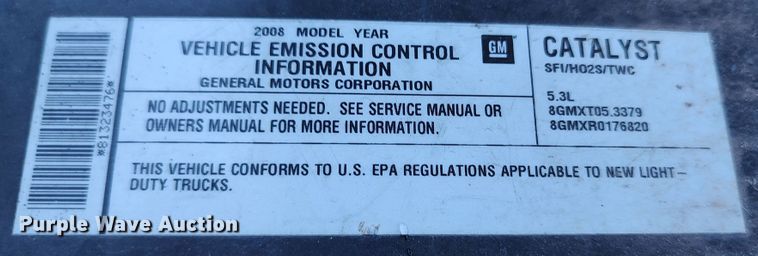 2008 MODEL YEAR
VEHICLE EMISSION CONTROL
INFORMATION
GENERAL MOTORS CORPORATION
GM
CATALYST
SFI/HO2S/TWC
5.3L
8GMXT05.3379
8GMXR0176820
NO ADJUSTMENTS NEEDED. SEE SERVICE MANUAL OR
OWNERS MANUAL FOR MORE INFORMATION.
THIS VEHICLE CONFORMS TO U.S. EPA REGULATIONS APPLICABLE TO NEW LIGHT-
DUTY TRUCKS.
*81323476*
Purple Wave Auction